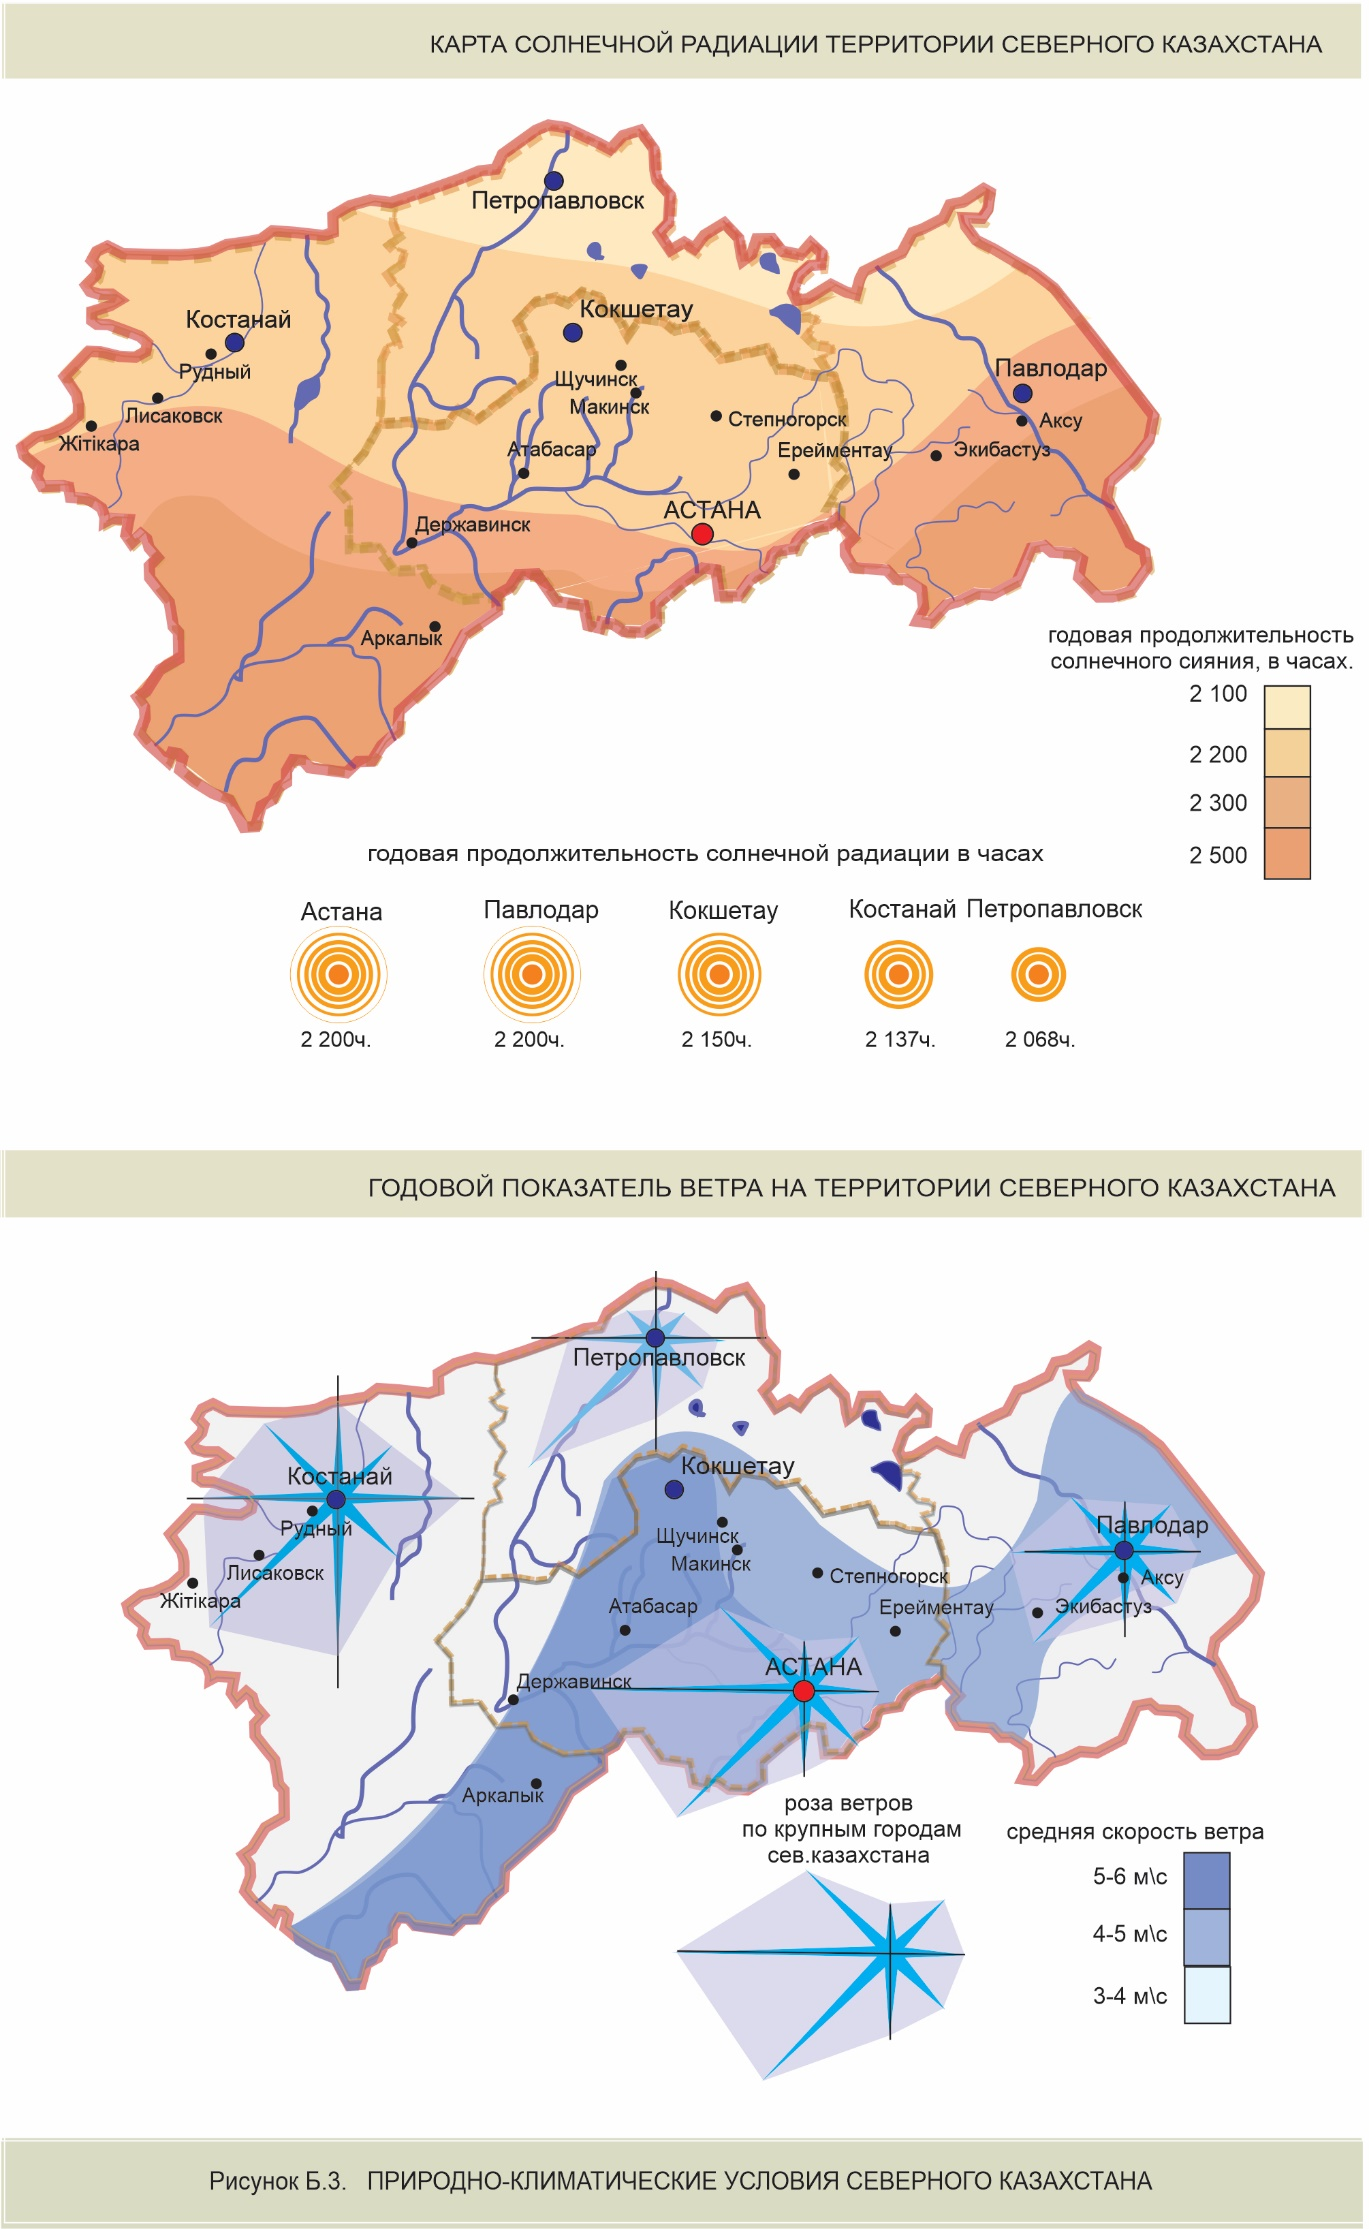 КАРТА СОЛНЕЧНОЙ РАДИАЦИИ ТЕРРИТОРИИ СЕВЕРНОГО КАЗАХСТАНА
Петропавловск
Костанай
Кокшетау
Рудный
Щучинск
Павлодар
Лисаковск
Макинск
Степногорск
Аксу
Жітікара
Атабасар
Ерейментау
Экибастуз
АСТАНА
Державинск
Аркалык
годовая продолжительность
солнечного сияния, в часах.
2 100
2 200
2 300
2 500
годовая продолжительность солнечной радиации в часах
Астана
Павлодар
Кокшетау
Костанай
Петропавловск
2 200ч.
2 200ч.
2 150ч.
2 137ч.
2 068ч.
ГОДОВОЙ ПОКАЗАТЕЛЬ ВЕТРА НА ТЕРРИТОРИИ СЕВЕРНОГО КАЗАХСТАНА
Петропавловск
Костанай
Кокшетау
Рудный
Щучинск
Павлодар
Лисаковск
Макинск
Степногорск
Аксу
Жітікара
Атабасар
Ерейментау
Экибастуз
АСТАНА
Державинск
Аркалык
роза ветров
по крупным городам
сев.казахстана
средняя скорость ветра
5-6 м\с
4-5 м\с
3-4 м\с
Рисунок Б.3. ПРИРОДНО-КЛИМАТИЧЕСКИЕ УСЛОВИЯ СЕВЕРНОГО КАЗАХСТАНА